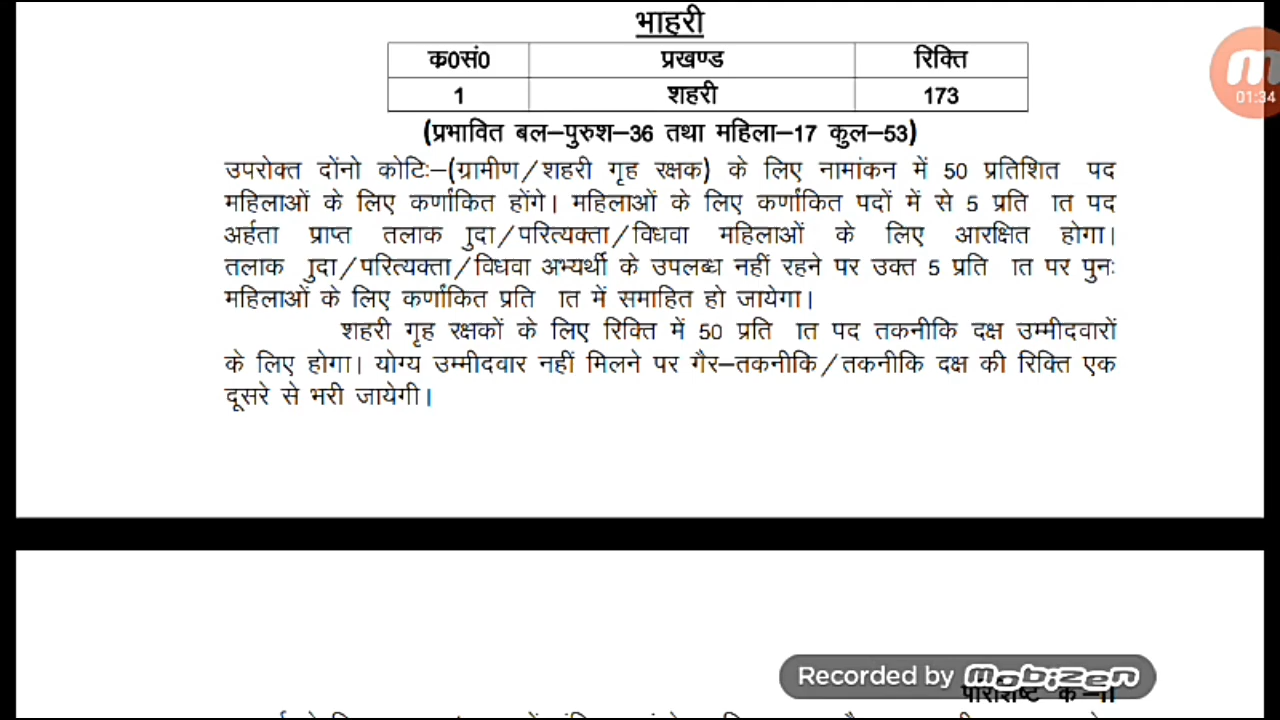 भाहरी
क0सं0 प्रखण्ड रिक्ति
1 शहरी 173
(प्रभावित बल–पुरुश–36 तथा महिला–17 कुल–53)
उपरोक्त दोंनो कोटिः–(ग्रामीण/शहरी गृह रक्षक) के लिए नामांकन में 50 प्रतिशित पद
महिलाओं के लिए कर्णांकित होंगे। महिलाओं के लिए कर्णांकित पदों में से 5 प्रति ात पद
अर्हता प्राप्त तलाक ुदा/परित्यक्ता/विधवा महिलाओं के लिए आरक्षित होगा।
तलाक ुदा/परित्यक्ता/विधवा अभ्यर्थी के उपलब्ध नहीं रहने पर उक्त 5 प्रति ात पर पुनः
महिलाओं के लिए कर्णांकित प्रति ात में समाहित हो जायेगा।
शहरी गृह रक्षकों के लिए रिक्ति में 50 प्रति ात पद तकनीकि दक्ष उम्मीदवारों
के लिए होगा। योग्य उम्मीदवार नहीं मिलने पर गैर–तकनीकि/तकनीकि दक्ष की रिक्ति एक
दूसरे से भरी जायेगी।
01:34
Recorded by Mobizen
परिशिष्ट क–II